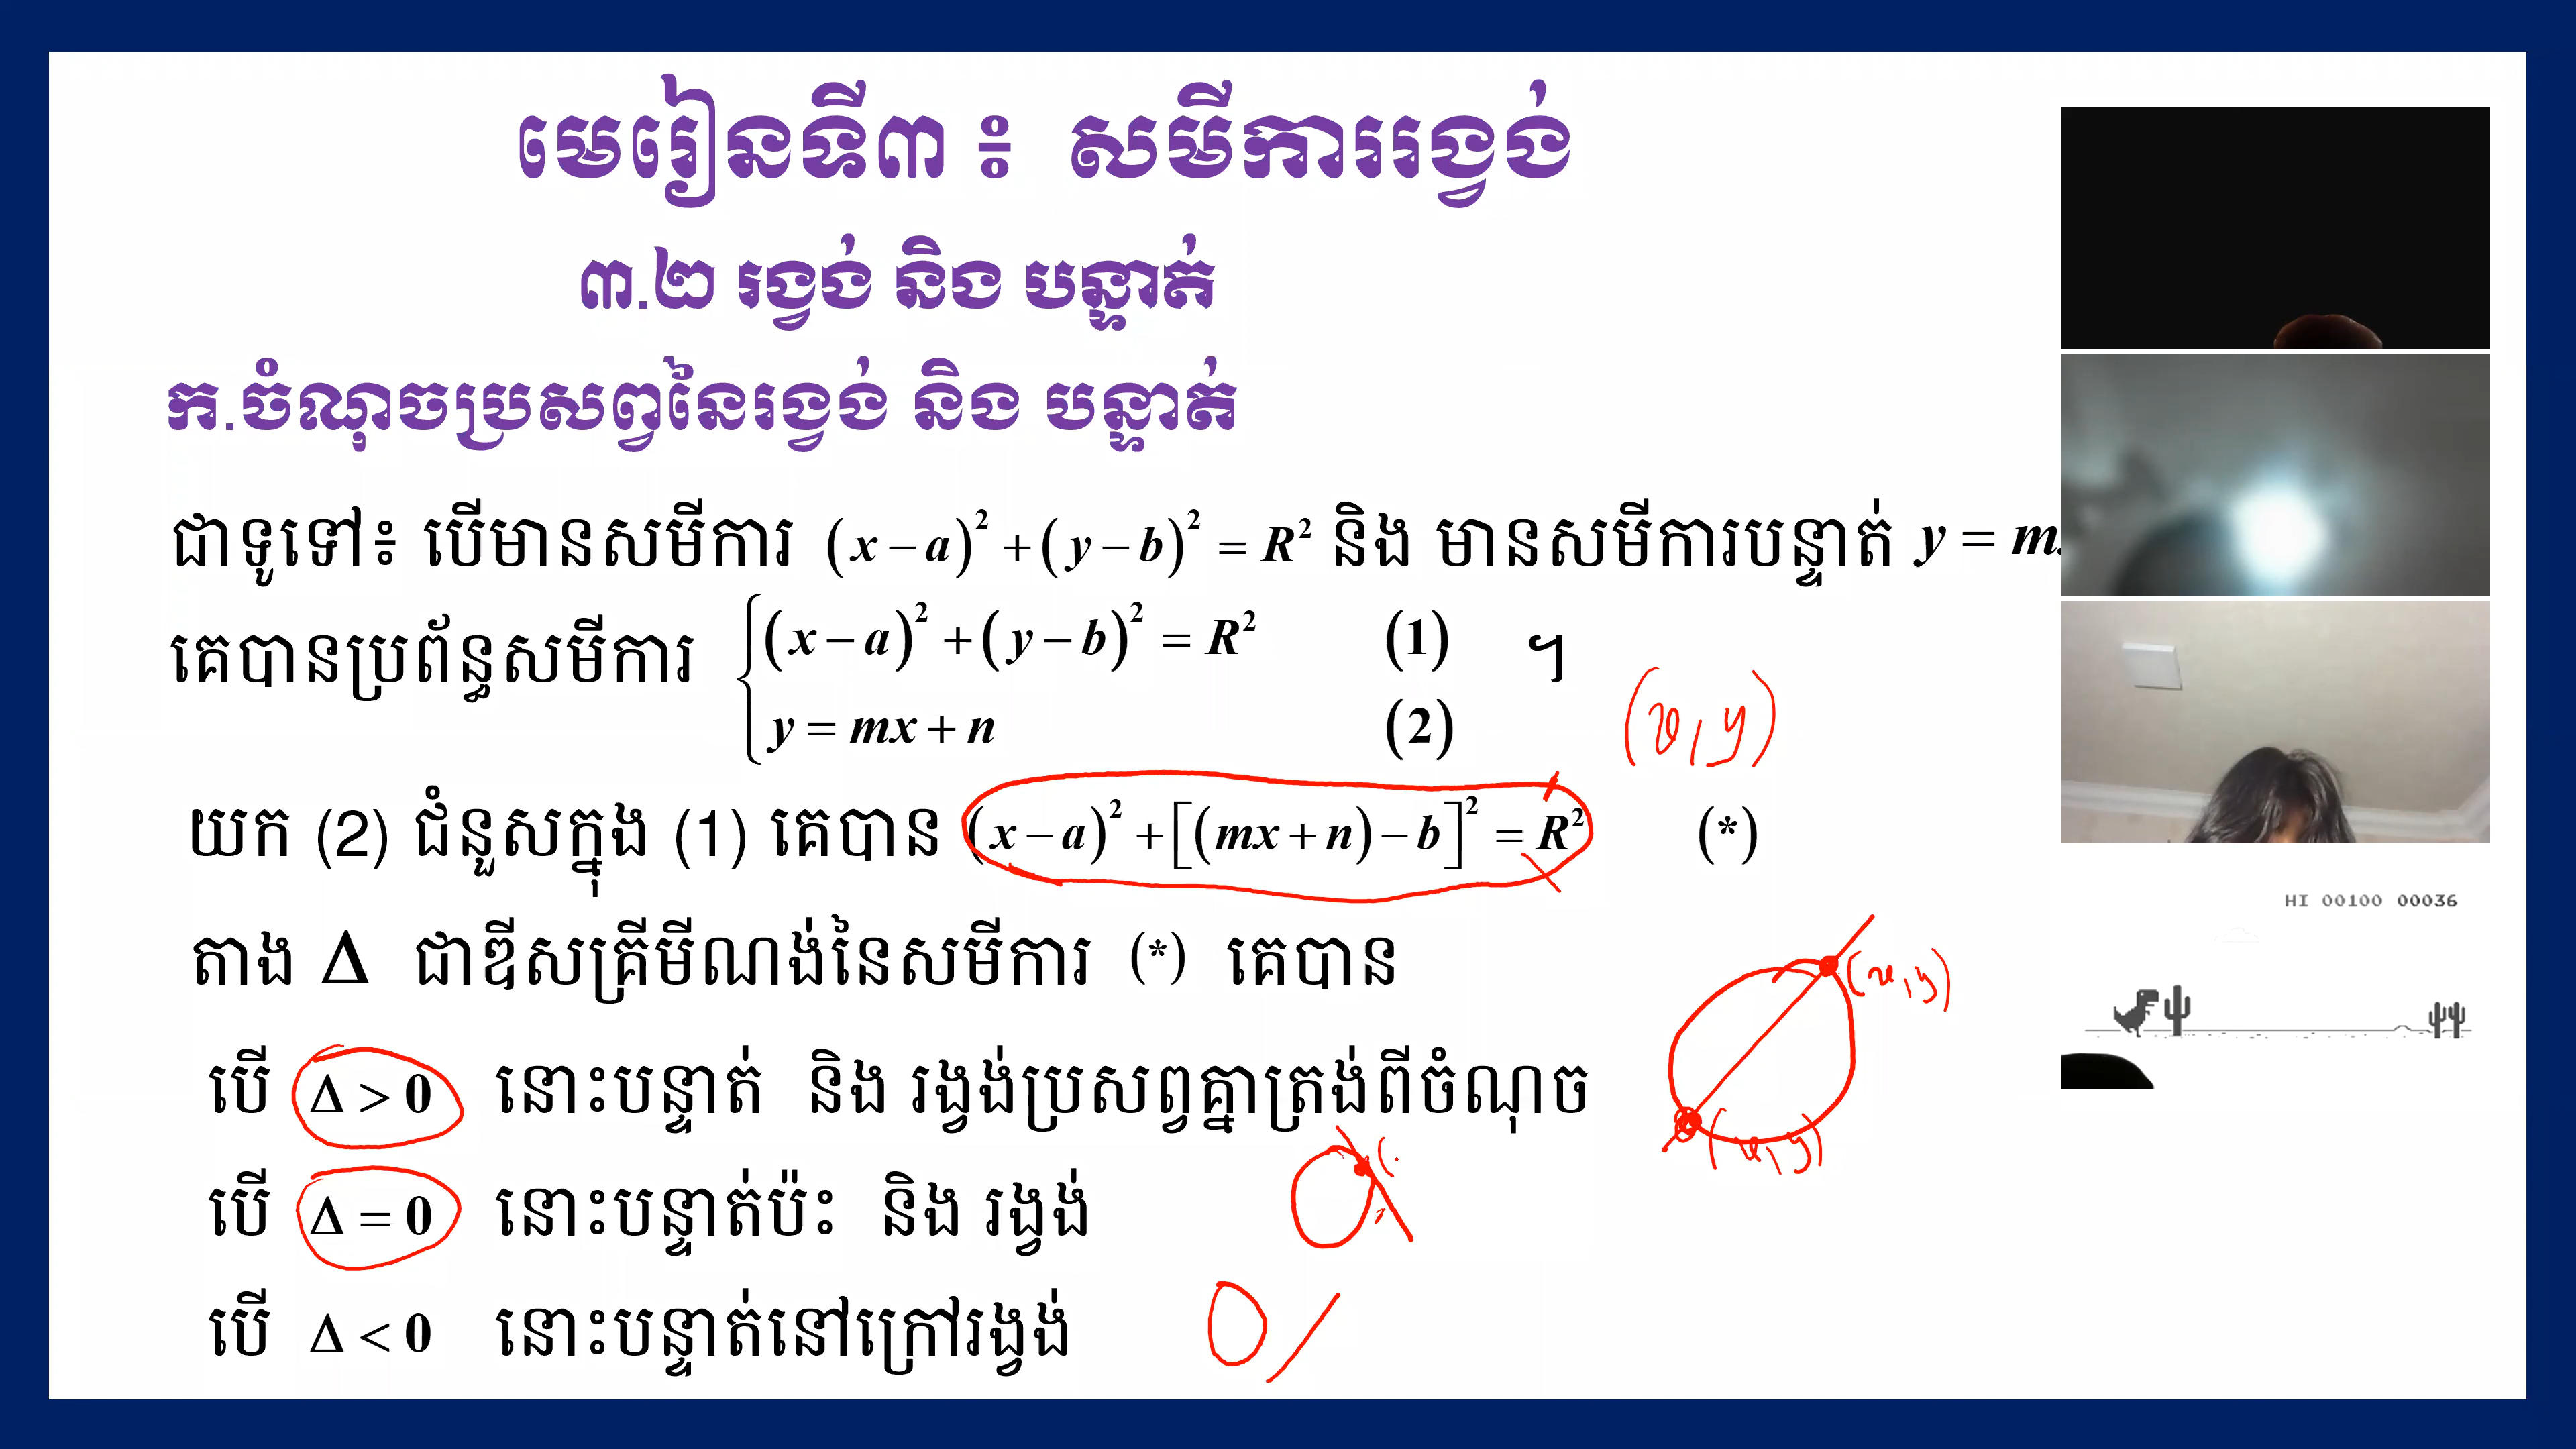 មេរៀនទី៣ ៖ សមីការរង្វង់
៣.២ រង្វង់ និង បន្ទាត់
ក.ចំណុចប្រសព្វនៃរង្វង់ និង បន្ទាត់
ជាទូទៅ៖ បើមានសមីការ (x − a)² + (y − b)² = R² និង មានសមីការបន្ទាត់ y = m
គេបានប្រព័ន្ធសមីការ { (x − a)² + (y − b)² = R² (1) ។
y = mx + n (2)
(x, y)
យក (2) ជំនួសក្នុង (1) គេបាន (x − a)² + [(mx + n) − b]² = R² (*)
តាង Δ ជាឌីសគ្រីមីណង់នៃសមីការ (*) គេបាន
(x, y)
បើ Δ > 0 នោះបន្ទាត់ និង រង្វង់ប្រសព្វគ្នាត្រង់ពីចំណុច
(x, y)
បើ Δ = 0 នោះបន្ទាត់ប៉ះ និង រង្វង់
បើ Δ < 0 នោះបន្ទាត់នៅក្រៅរង្វង់
HI 00100 00036